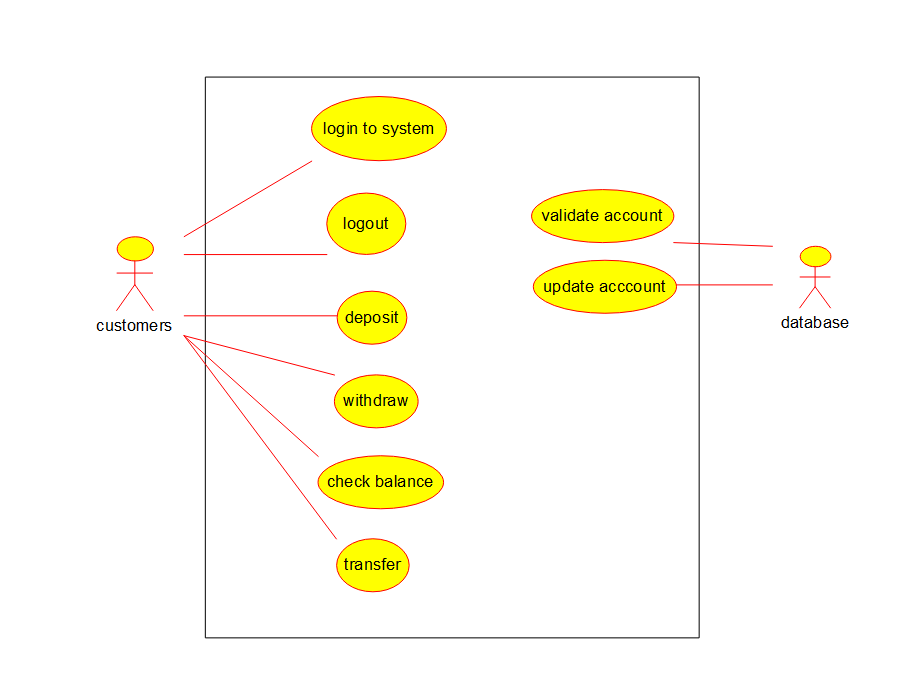 login to system
logout
deposit
withdraw
check balance
transfer
validate account
update acccount
customers
database